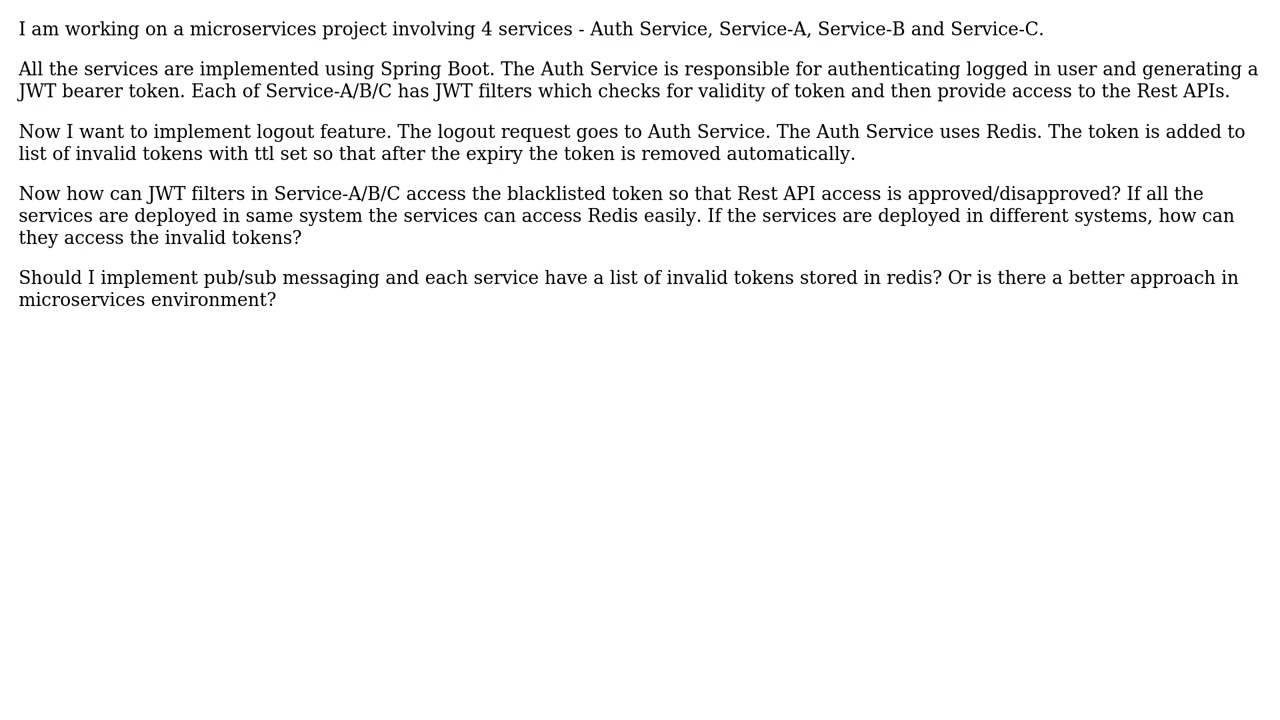 I am working on a microservices project involving 4 services - Auth Service, Service-A, Service-B and Service-C.
All the services are implemented using Spring Boot. The Auth Service is responsible for authenticating logged in user and generating a
JWT bearer token. Each of Service-A/B/C has JWT filters which checks for validity of token and then provide access to the Rest APIs.
Now I want to implement logout feature. The logout request goes to Auth Service. The Auth Service uses Redis. The token is added to
list of invalid tokens with ttl set so that after the expiry the token is removed automatically.
Now how can JWT filters in Service-A/B/C access the blacklisted token so that Rest API access is approved/disapproved? If all the
services are deployed in same system the services can access Redis easily. If the services are deployed in different systems, how can
they access the invalid tokens?
Should I implement pub/sub messaging and each service have a list of invalid tokens stored in redis? Or is there a better approach in
microservices environment?